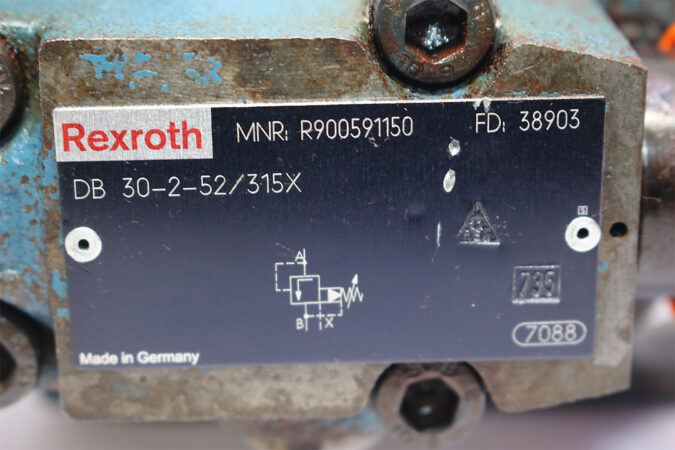 Rexroth
MNR: R900591150
FD: 38903
DB 30-2-52/315X
S
A
B
X
735
7088
Made in Germany